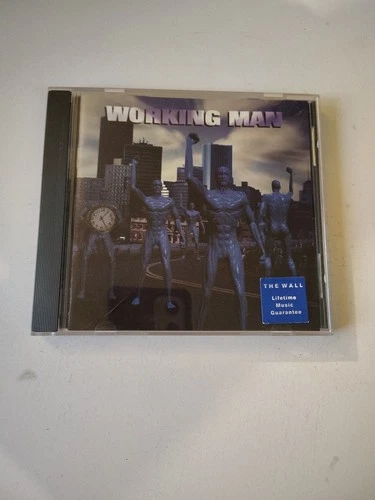 WORKING MAN
THE WALL
Lifetime
Music
Guarantee